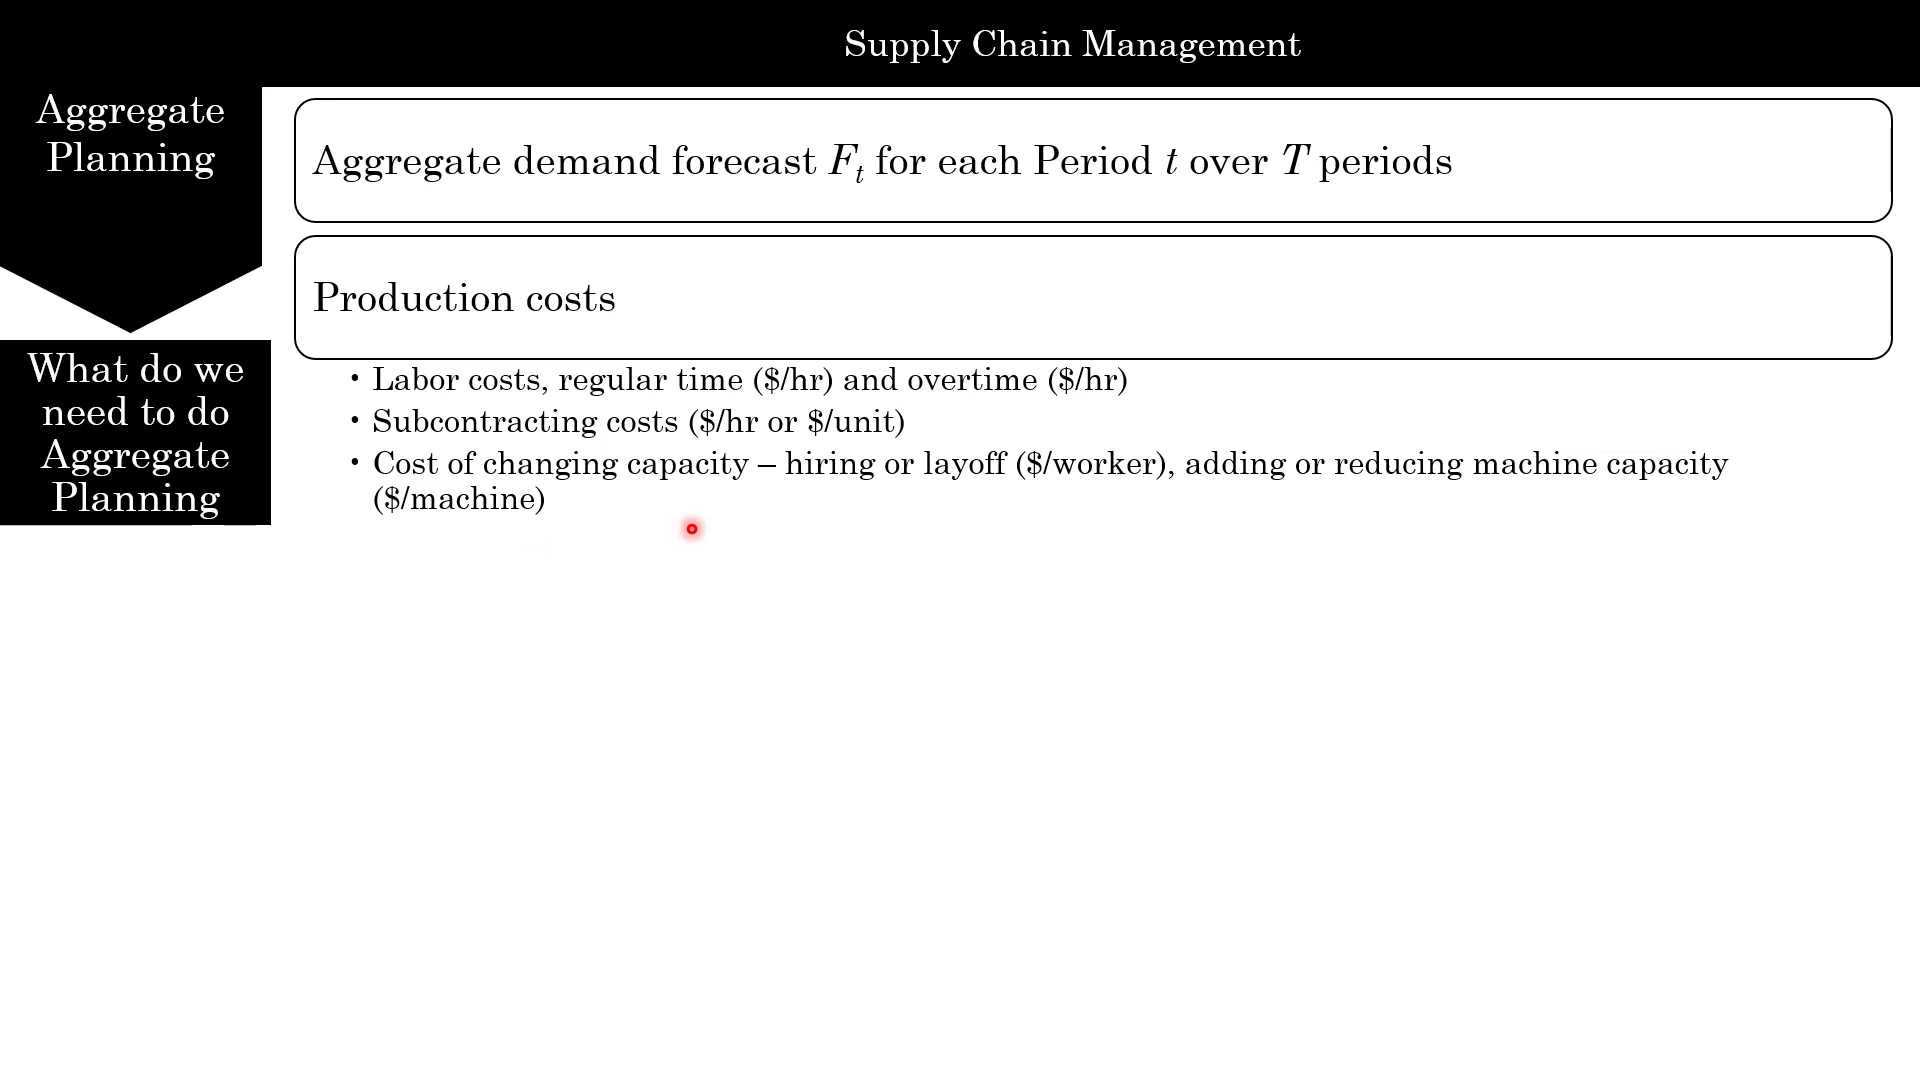 Supply Chain Management
Aggregate
Planning
Aggregate demand forecast Fₜ for each Period t over T periods
Production costs
What do we
need to do
Aggregate
Planning
• Labor costs, regular time ($/hr) and overtime ($/hr)
• Subcontracting costs ($/hr or $/unit)
• Cost of changing capacity – hiring or layoff ($/worker), adding or reducing machine capacity
($/machine)